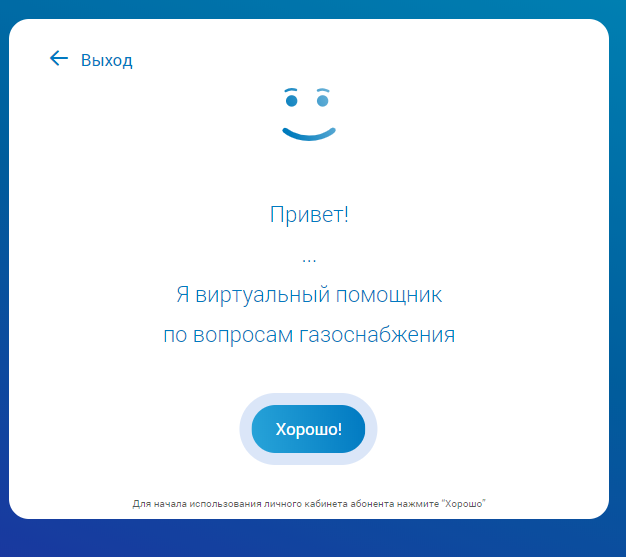 Выход
Привет!
...
Я виртуальный помощник
по вопросам газоснабжения
Хорошо!
Для начала использования личного кабинета абонента нажмите "Хорошо"